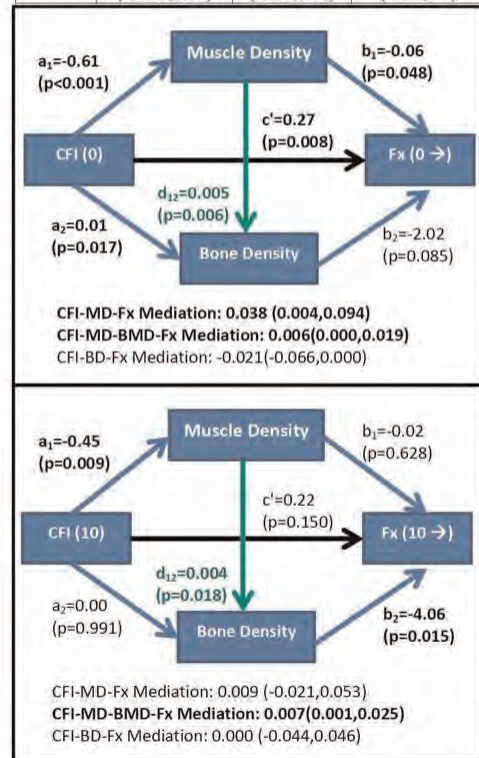 a₁=-0.61
(p<0.001)
Muscle Density
b₁=-0.06
(p=0.048)
c'=0.27
(p=0.008)
CFI (0)
Fx (0 →)
d₁₂=0.005
(p=0.006)
a₂=0.01
(p=0.017)
Bone Density
b₂=-2.02
(p=0.085)
CFI-MD-Fx Mediation: 0.038 (0.004,0.094)
CFI-MD-BMD-Fx Mediation: 0.006(0.000,0.019)
CFI-BD-Fx Mediation: -0.021(-0.066,0.000)
a₁=-0.45
(p=0.009)
Muscle Density
b₁=-0.02
(p=0.628)
c'=0.22
(p=0.150)
CFI (10)
Fx (10 →)
d₁₂=0.004
(p=0.018)
a₂=0.00
(p=0.991)
Bone Density
b₂=-4.06
(p=0.015)
CFI-MD-Fx Mediation: 0.009 (-0.021,0.053)
CFI-MD-BMD-Fx Mediation: 0.007(0.001,0.025)
CFI-BD-Fx Mediation: 0.000 (-0.044,0.046)